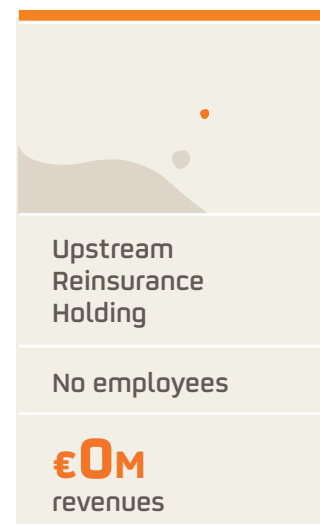 Upstream
Reinsurance
Holding
No employees
€0M
revenues